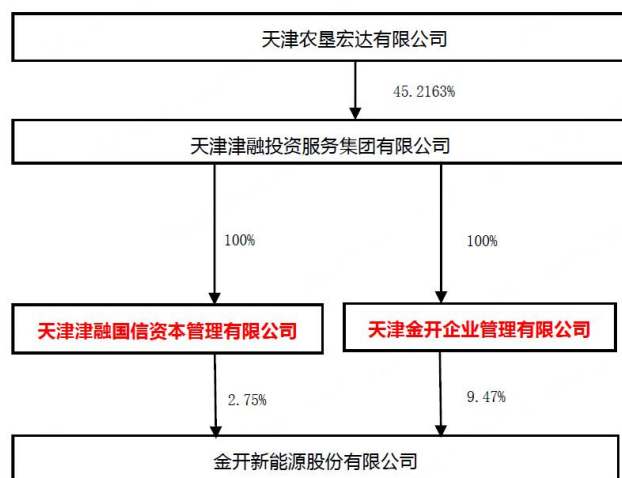 天津农垦宏达有限公司
45.2163%
天津津融投资服务集团有限公司
100%
100%
天津津融国信资本管理有限公司
天津金开企业管理有限公司
2.75%
9.47%
金开新能源股份有限公司